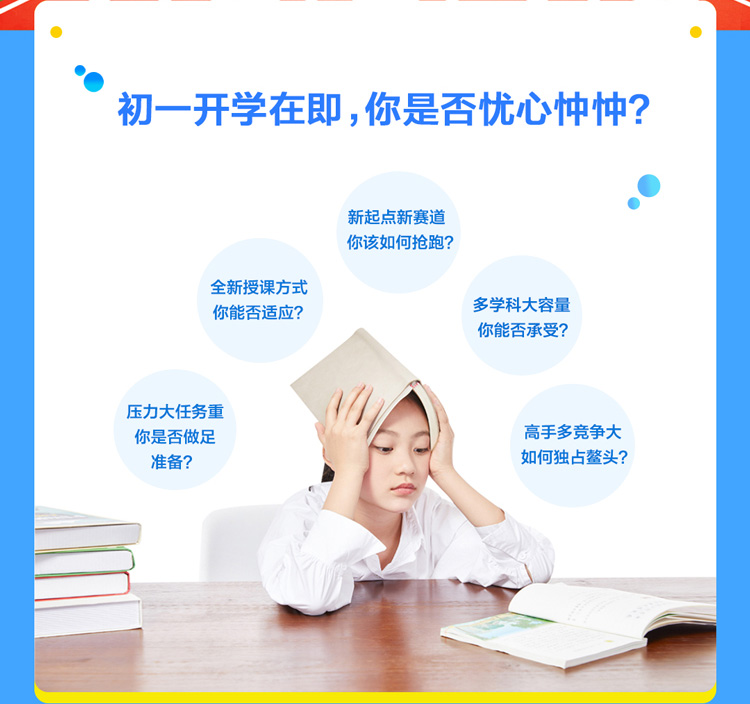 初一开学在即,你是否忧心忡忡?
新起点新赛道
你该如何抢跑?
全新授课方式
你能否适应?
多学科大容量
你能否承受?
压力大任务重
你是否做足
准备?
高手多竞争大
如何独占鳌头?